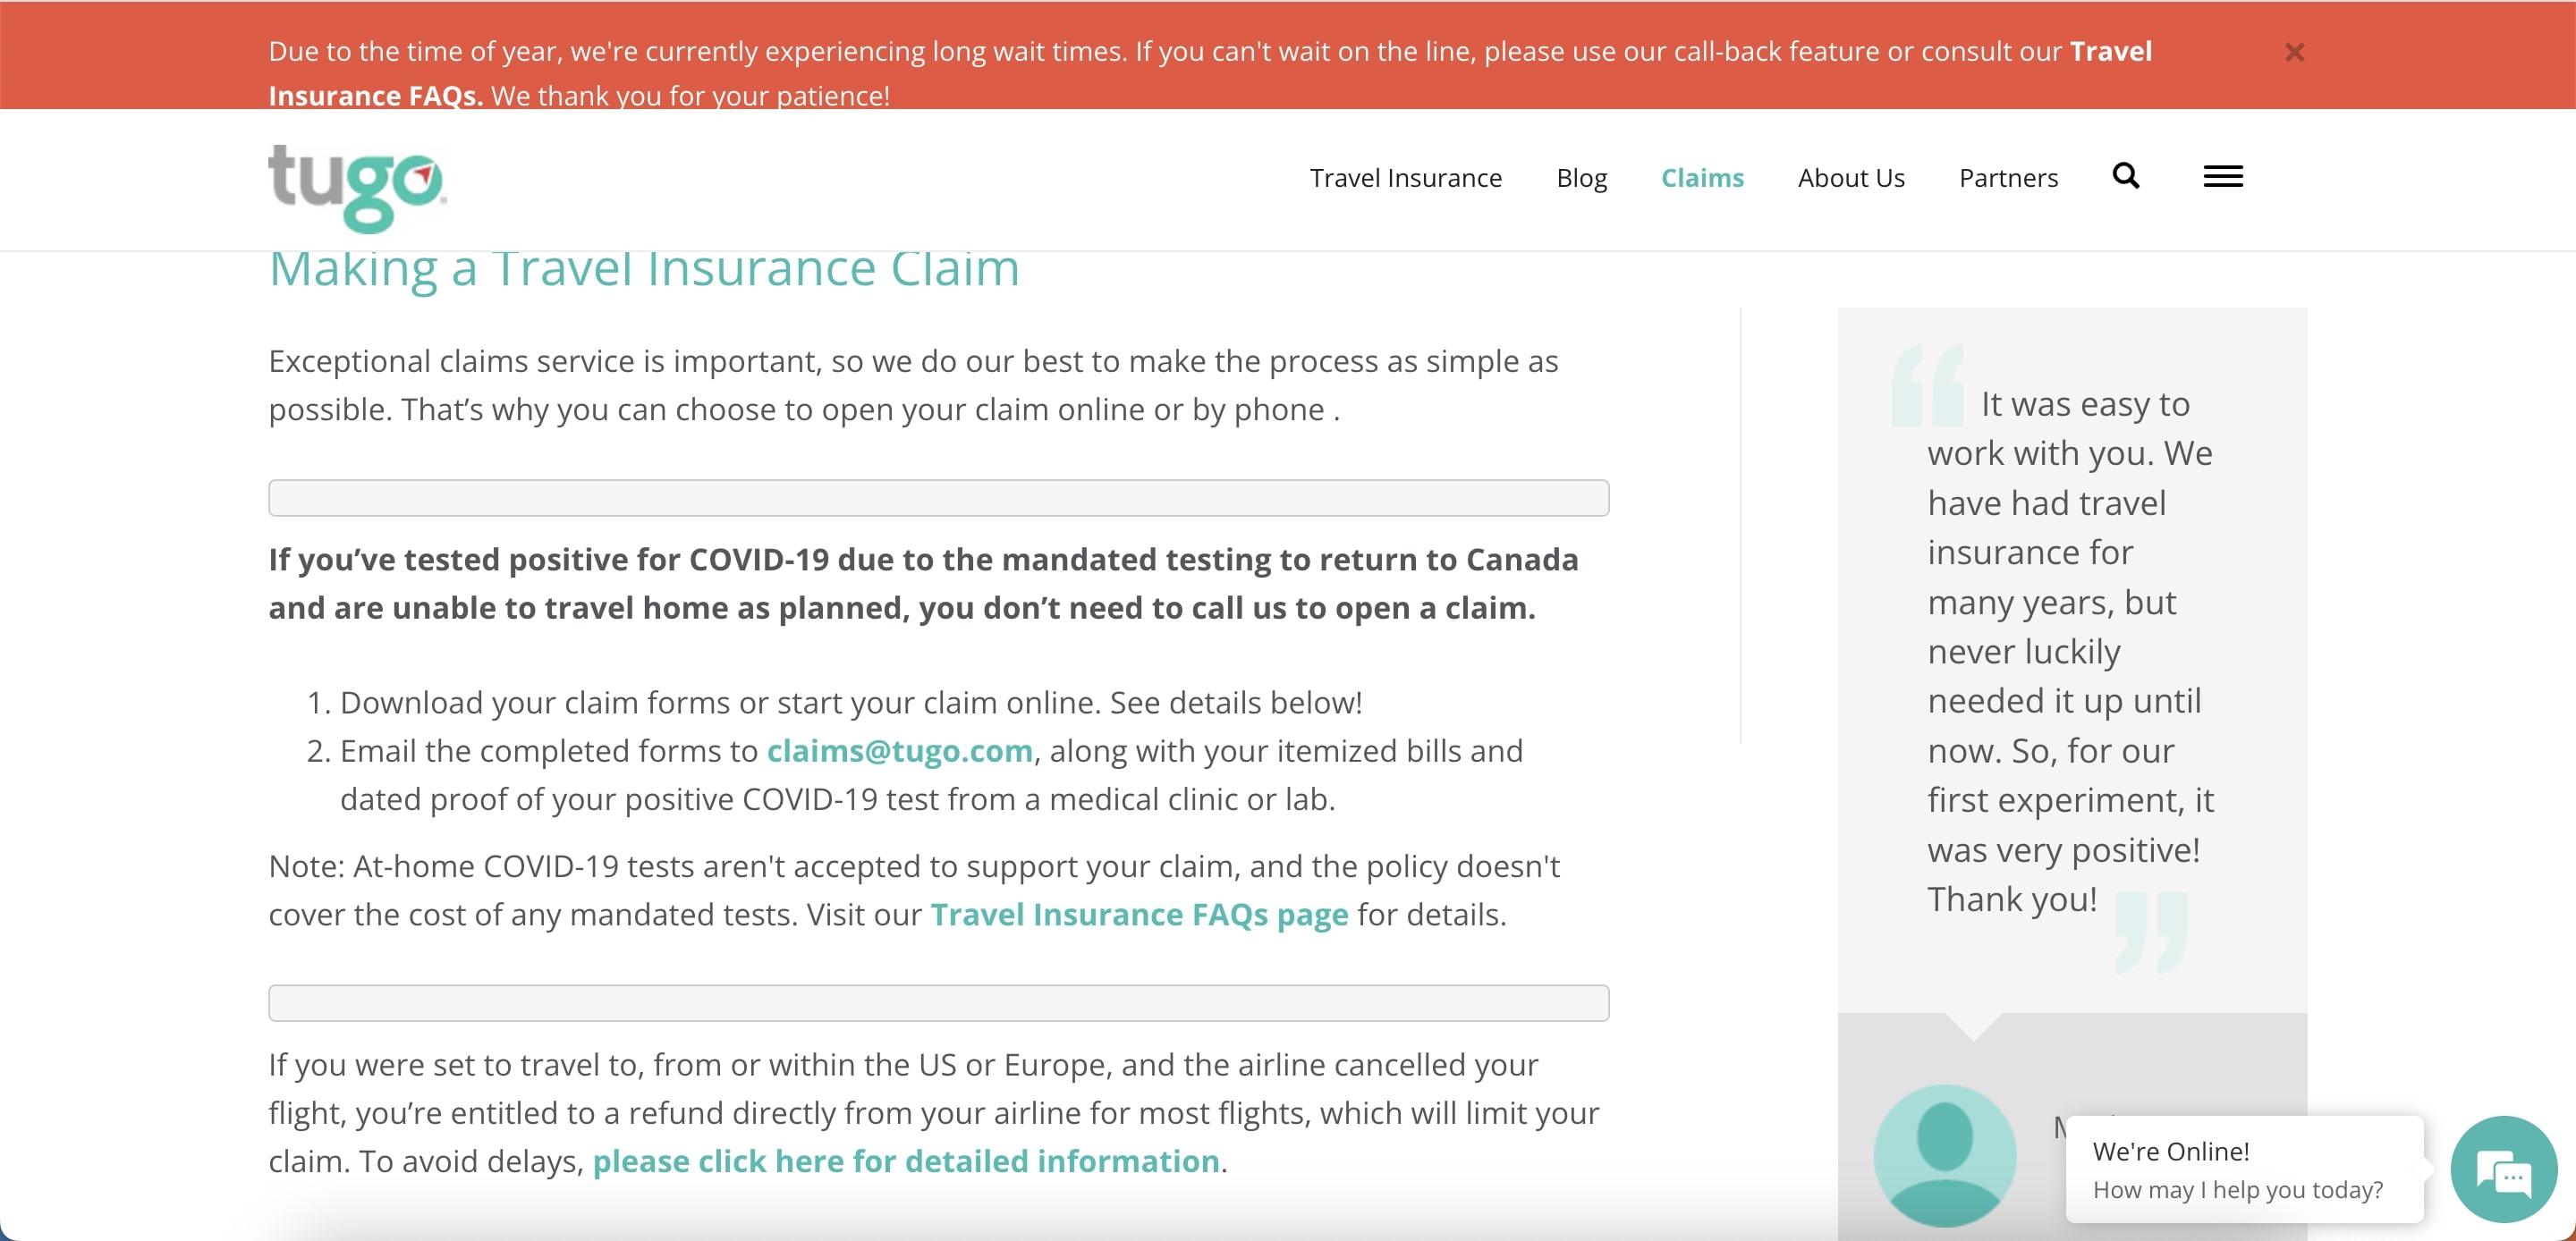 Due to the time of year, we're currently experiencing long wait times. If you can't wait on the line, please use our call-back feature or consult our Travel
Insurance FAQs. We thank you for your patience!
tugo
Travel Insurance
Blog
Claims
About Us
Partners
Making a Travel Insurance Claim
Exceptional claims service is important, so we do our best to make the process as simple as
possible. That’s why you can choose to open your claim online or by phone .
If you’ve tested positive for COVID-19 due to the mandated testing to return to Canada
and are unable to travel home as planned, you don’t need to call us to open a claim.
1. Download your claim forms or start your claim online. See details below!
2. Email the completed forms to claims@tugo.com, along with your itemized bills and
dated proof of your positive COVID-19 test from a medical clinic or lab.
Note: At-home COVID-19 tests aren't accepted to support your claim, and the policy doesn't
cover the cost of any mandated tests. Visit our Travel Insurance FAQs page for details.
If you were set to travel to, from or within the US or Europe, and the airline cancelled your
flight, you’re entitled to a refund directly from your airline for most flights, which will limit your
claim. To avoid delays, please click here for detailed information.
“ It was easy to
work with you. We
have had travel
insurance for
many years, but
never luckily
needed it up until
now. So, for our
first experiment, it
was very positive!
Thank you! ”
We're Online!
How may I help you today?